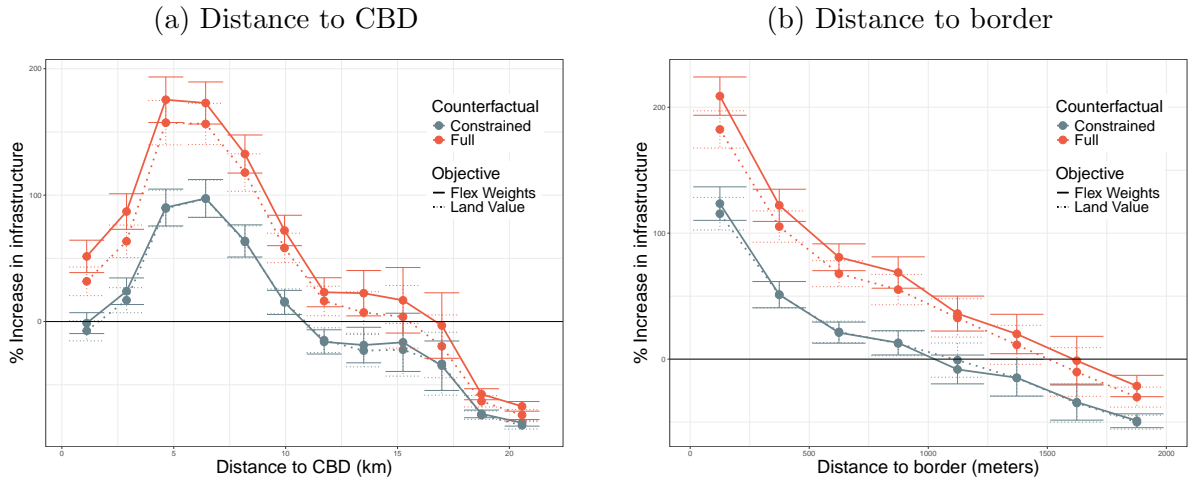 (a) Distance to CBD
200
100
0
% Increase in infrastructure
0 5 10 15 20
Distance to CBD (km)
Counterfactual
Constrained
Full
Objective
Flex Weights
Land Value
(b) Distance to border
200
100
0
% Increase in infrastructure
0 500 1000 1500 2000
Distance to border (meters)
Counterfactual
Constrained
Full
Objective
Flex Weights
Land Value